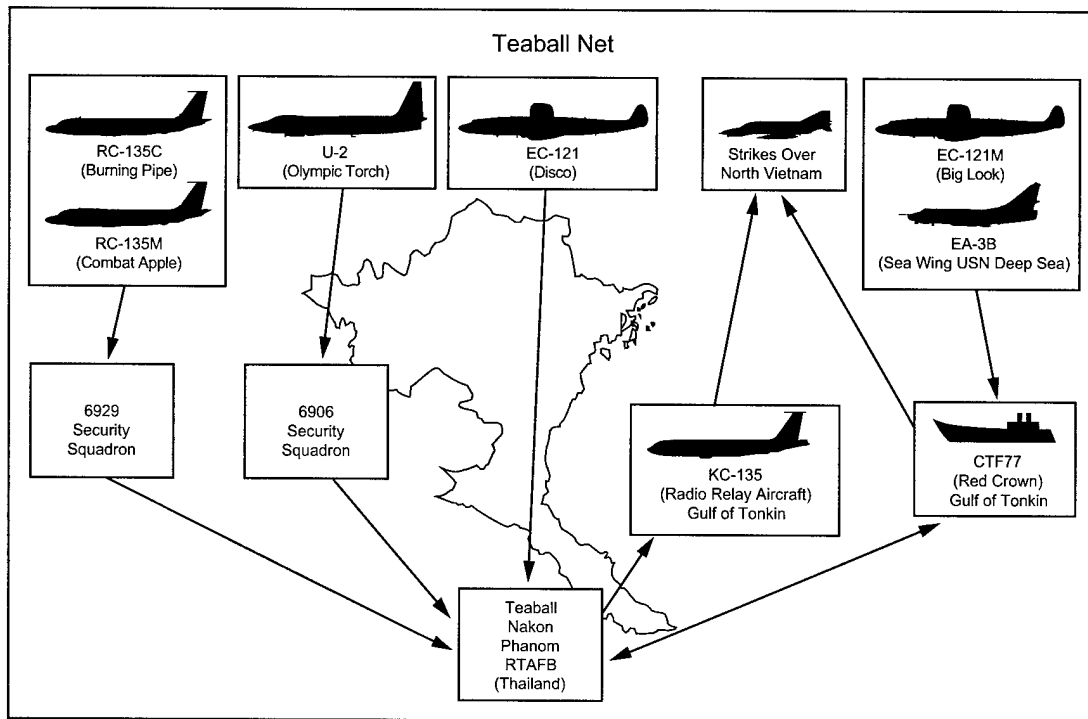 Teaball Net
RC-135C
(Burning Pipe)
RC-135M
(Combat Apple)
U-2
(Olympic Torch)
EC-121
(Disco)
Strikes Over
North Vietnam
EC-121M
(Big Look)
EA-3B
(Sea Wing USN Deep Sea)
6929
Security
Squadron
6906
Security
Squadron
KC-135
(Radio Relay Aircraft)
Gulf of Tonkin
CTF77
(Red Crown)
Gulf of Tonkin
Teaball
Nakon
Phanom
RTAFB
(Thailand)